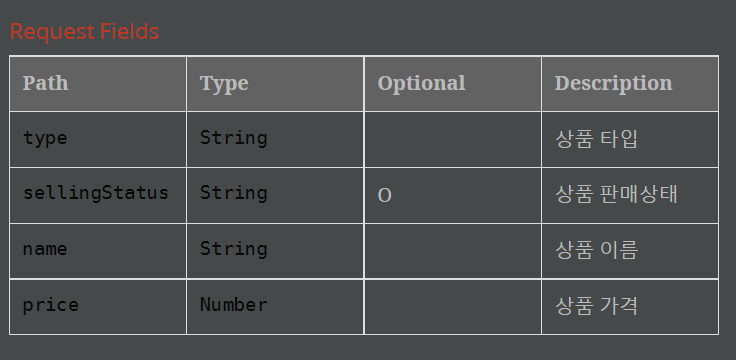 Request Fields
Path Type Optional Description
type String 상품 타입
sellingStatus String O 상품 판매상태
name String 상품 이름
price Number 상품 가격